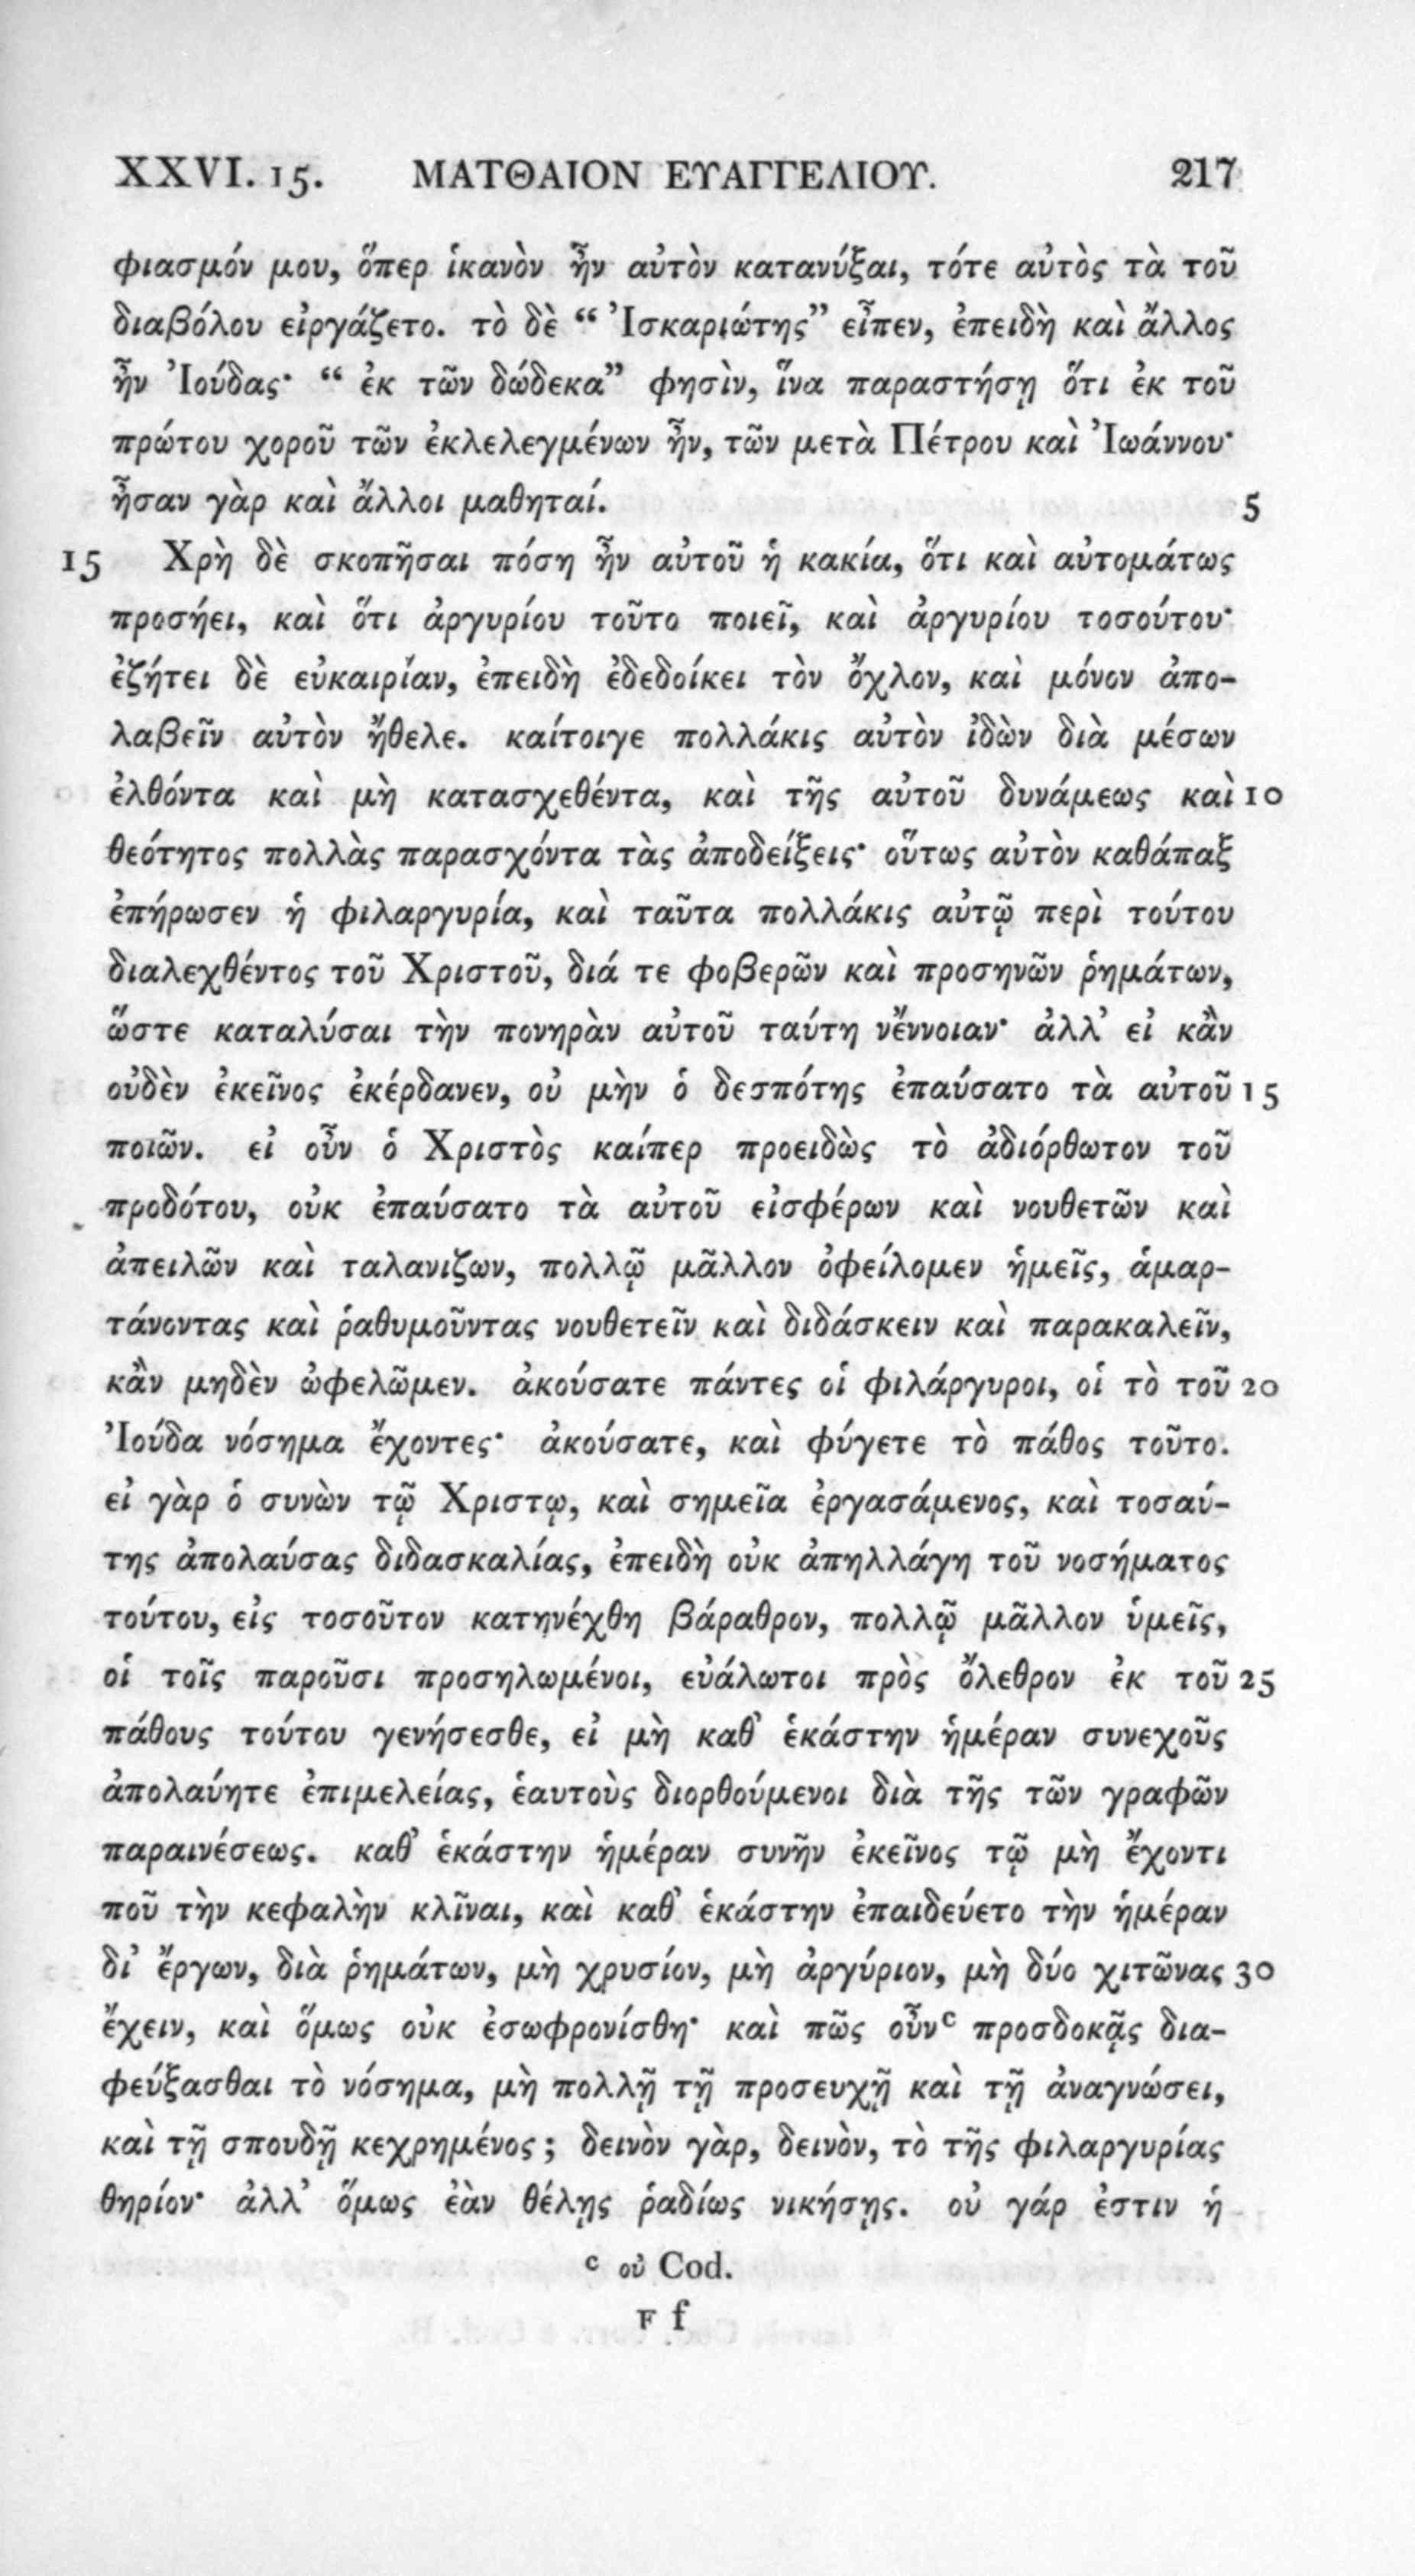 XXVI. 15. ΜΑΤΘΑΙΟΝ ΕΥΑΓΓΕΛΙΟΥ. 217
φιασμόν μου, ὅπερ ἱκανὸν ἦν αὐτὸν κατανύξαι, τότε αὐτὸς τὰ τοῦ
διαβόλου εἰργάζετο. τὸ δὲ “ Ἰσκαριώτης” εἶπεν, ἐπειδὴ καὶ ἄλλος
ἦν Ἰούδας· “ ἐκ τῶν δώδεκα” φησὶν, ἵνα παραστήσῃ ὅτι ἐκ τοῦ
πρώτου χοροῦ τῶν ἐκλελεγμένων ἦν, τῶν μετὰ Πέτρου καὶ Ἰωάννου·
ἦσαν γὰρ καὶ ἄλλοι μαθηταί. 5
15 Χρὴ δὲ σκοπῆσαι πόση ἦν αὐτοῦ ἡ κακία, ὅτι καὶ αὐτομάτως
προσήει, καὶ ὅτι ἀργυρίου τοῦτο ποιεῖ, καὶ ἀργυρίου τοσούτου·
ἐζήτει δὲ εὐκαιρίαν, ἐπειδὴ ἐδεδοίκει τὸν ὄχλον, καὶ μόνον ἀπο-
λαβεῖν αὐτὸν ἤθελε. καίτοιγε πολλάκις αὐτὸν ἰδὼν διὰ μέσων
ἐλθόντα καὶ μὴ κατασχεθέντα, καὶ τῆς αὐτοῦ δυνάμεως καὶ 10
θεότητος πολλὰς παρασχόντα τὰς ἀποδείξεις· οὕτως αὐτὸν καθάπαξ
ἐπήρωσεν ἡ φιλαργυρία, καὶ ταῦτα πολλάκις αὐτῷ περὶ τούτου
διαλεχθέντος τοῦ Χριστοῦ, διά τε φοβερῶν καὶ προσηνῶν ῥημάτων,
ὥστε καταλύσαι τὴν πονηρὰν αὐτοῦ ταύτη νἔννοιαν· ἀλλ’ εἰ κἂν
οὐδὲν ἐκεῖνος ἐκέρδανεν, οὐ μὴν ὁ δεσπότης ἐπαύσατο τὰ αὐτοῦ 15
ποιῶν. εἰ οὖν ὁ Χριστὸς καίπερ προειδὼς τὸ ἀδιόρθωτον τοῦ
προδότου, οὐκ ἐπαύσατο τὰ αὐτοῦ εἰσφέρων καὶ νουθετῶν καὶ
ἀπειλῶν καὶ ταλανιζων, πολλῷ μᾶλλον ὀφείλομεν ἡμεῖς, ἁμαρ-
τάνοντας καὶ ῥαθυμοῦντας νουθετεῖν καὶ διδάσκειν καὶ παρακαλεῖν,
κἂν μηδὲν ὠφελῶμεν. ἀκούσατε πάντες οἱ φιλάργυροι, οἱ τὸ τοῦ 20
Ἰούδα νόσημα ἔχοντες· ἀκούσατε, καὶ φύγετε τὸ πάθος τοῦτο.
εἰ γὰρ ὁ συνὼν τῷ Χριστῳ, καὶ σημεῖα ἐργασάμενος, καὶ τοσαύ-
της ἀπολαύσας διδασκαλίας, ἐπειδὴ οὐκ ἀπηλλάγη τοῦ νοσήματος
τούτου, εἰς τοσοῦτον κατηνέχθη βάραθρον, πολλῷ μᾶλλον ὑμεῖς,
οἱ τοῖς παροῦσι προσηλωμένοι, εὐάλωτοι πρὸς ὄλεθρον ἐκ τοῦ 25
πάθους τούτου γενήσεσθε, εἰ μὴ καθ’ ἑκάστην ἡμέραν συνεχοῦς
ἀπολαύητε ἐπιμελείας, ἑαυτοὺς διορθούμενοι διὰ τῆς τῶν γραφῶν
παραινέσεως. καθ’ ἑκάστην ἡμέραν συνῆν ἐκεῖνος τῷ μὴ ἔχοντι
ποῦ τὴν κεφαλὴν κλῖναι, καὶ καθ’ ἑκάστην ἐπαιδεύετο τὴν ἡμέραν
δι’ ἔργων, διὰ ῥημάτων, μὴ χρυσίον, μὴ ἀργύριον, μὴ δύο χιτῶνας 30
ἔχειν, καὶ ὅμως οὐκ ἐσωφρονίσθη· καὶ πῶς οὖνᶜ προσδοκᾷς δια-
φεύξασθαι τὸ νόσημα, μὴ πολλῇ τῇ προσευχῇ καὶ τῇ ἀναγνώσει,
καὶ τῇ σπουδῇ κεχρημένος ; δεινὸν γὰρ, δεινὸν, τὸ τῆς φιλαργυρίας
θηρίον· ἀλλ’ ὅμως ἐὰν θέλῃς ῥαδίως νικήσῃς. οὐ γάρ ἐστιν ἡ
ᶜ οὐ Cod.
F f